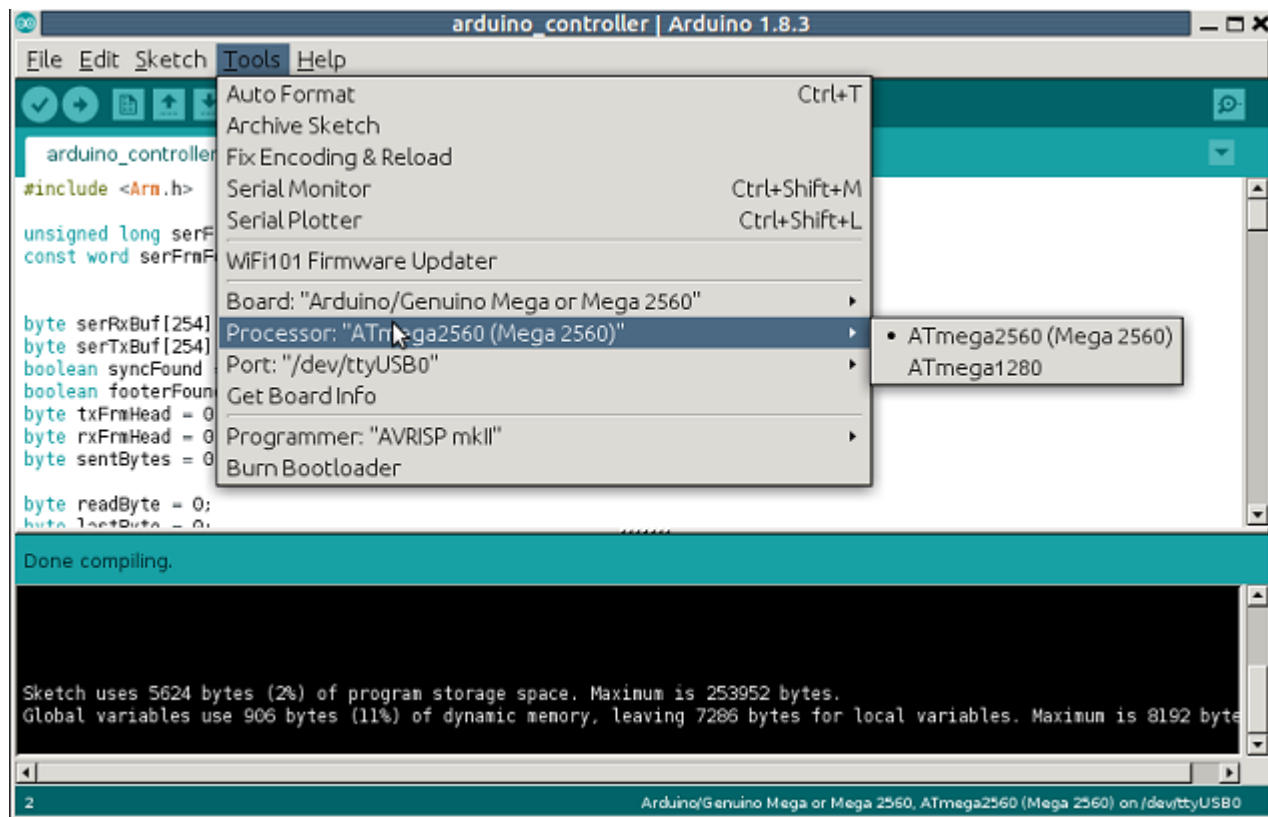 arduino_controller | Arduino 1.8.3
File Edit Sketch Tools Help
Auto Format Ctrl+T
Archive Sketch
Fix Encoding & Reload
Serial Monitor Ctrl+Shift+M
Serial Plotter Ctrl+Shift+L
WiFi101 Firmware Updater
Board: "Arduino/Genuino Mega or Mega 2560"
Processor: "ATmega2560 (Mega 2560)"
Port: "/dev/ttyUSB0"
Get Board Info
Programmer: "AVRISP mkII"
Burn Bootloader
ATmega2560 (Mega 2560)
ATmega1280
arduino_controller
#include <Arm.h>
unsigned long serF
const word serFrmF
byte serRxBuf[254]
byte serTxBuf[254]
boolean syncFound =
boolean footerFoun
byte txFrmHead = 0
byte rxFrmHead = 0
byte sentBytes = 0
byte readByte = 0;
byte lastByte = 0;
Done compiling.
Sketch uses 5624 bytes (2%) of program storage space. Maximum is 253952 bytes.
Global variables use 906 bytes (11%) of dynamic memory, leaving 7286 bytes for local variables. Maximum is 8192 byte
2 Arduino/Genuino Mega or Mega 2560, ATmega2560 (Mega 2560) on /dev/ttyUSB0